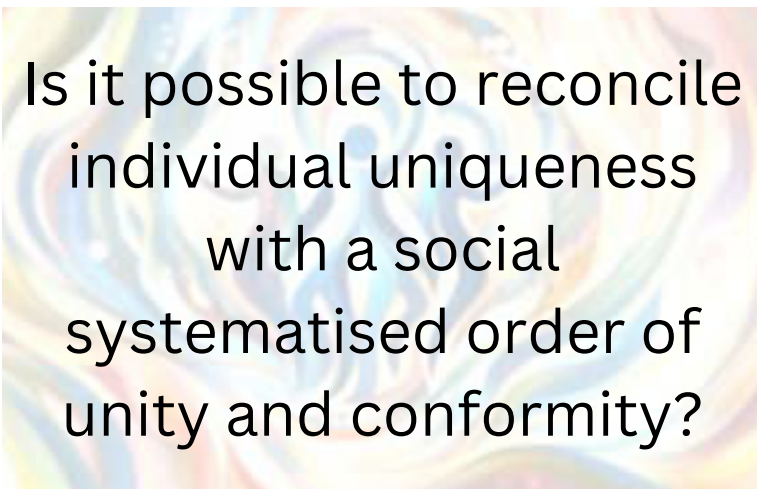 Is it possible to reconcile
individual uniqueness
with a social
systematised order of
unity and conformity?